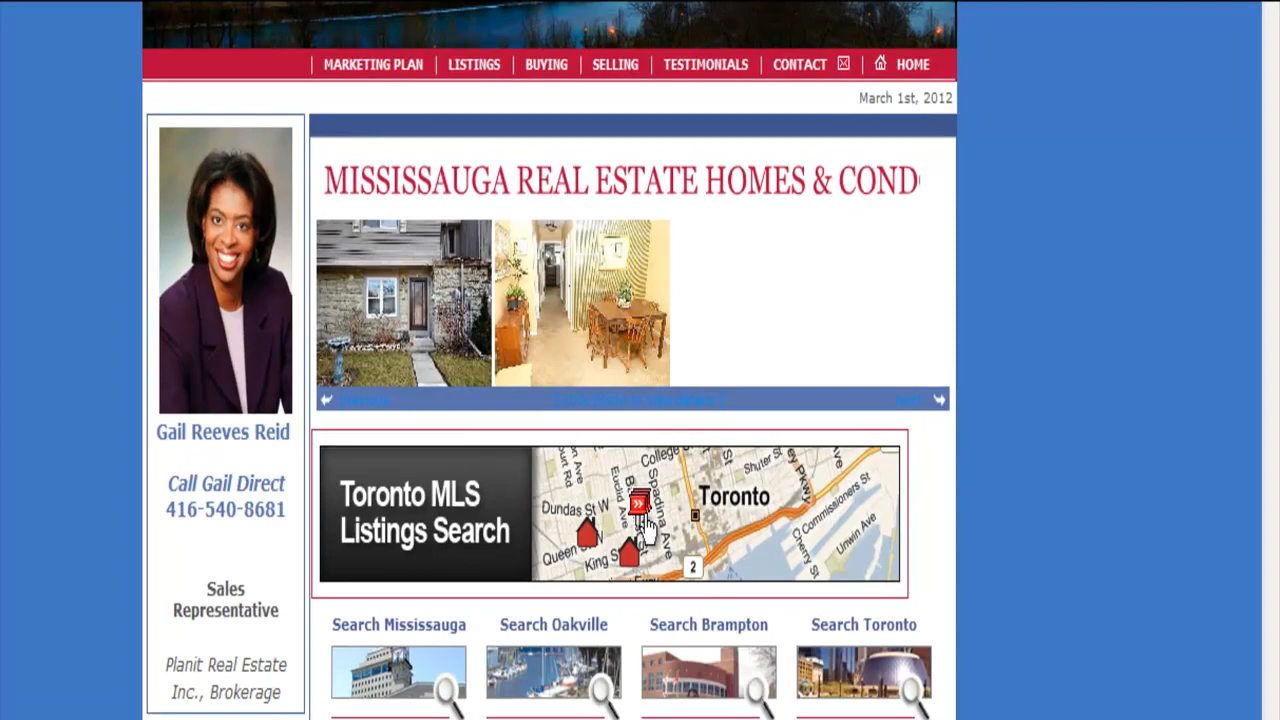 MARKETING PLAN LISTINGS BUYING SELLING TESTIMONIALS CONTACT HOME
March 1st, 2012
MISSISSAUGA REAL ESTATE HOMES & COND
Gail Reeves Reid
Call Gail Direct
416-540-8681
Sales
Representative
Planit Real Estate
Inc., Brokerage
Toronto MLS
Listings Search
College
Shuter St
Dundas St W
Euclid Ave
Spadina Ave
Toronto
Commissioners St
Cherry St
Unwin Ave
Queen
King St
2
Search Mississauga Search Oakville Search Brampton Search Toronto